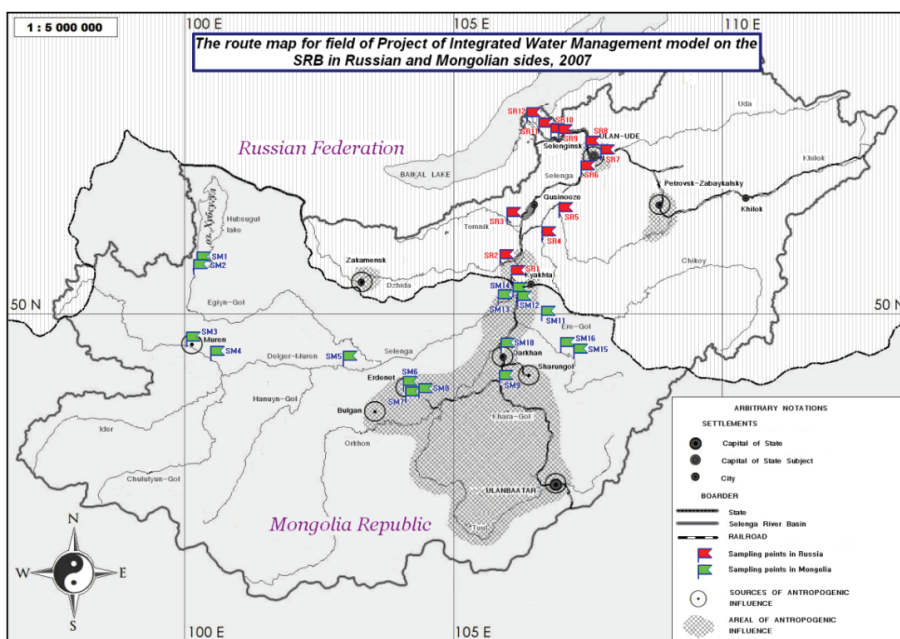 1 : 5 000 000
100 E
105 E
110 N
The route map for field of Project of Integrated Water Management model on the
SRB in Russian and Mongolian sides, 2007
Russian Federation
BAIKAL LAKE
SR12
SR10
SR11
SR9
SR8
ULAN-UDE
SR7
SR6
Selenginsk
Selenga
Uda
Khilok
Petrovsk-Zabaykalsky
Khilok
Gusinooze
SR5
SR3
SR4
Temnik
Hubsugul
lake
SM1
SM2
Zakamensk
Dzhida
SR2
SR1
Kyakhta
Chikoy
SM14
SM13
SM12
SM11
50 N
50 N
Egiyn-Gol
Ero-Gol
SM3
Muren
SM4
Delger-Muren
SM5
Selenga
SM10
Darkhan
SM16
SM15
Sharungol
SM9
Erdenet
SM6
SM7
SM8
Bulgan
Hanuyn-Gol
Idor
Orkhon
Khara-Gol
Chulutyn-Gol
ULANBAATAR
Tuul
Mongolia Republic
N
W
E
S
100 E
105 E
ARBITRARY NOTATIONS
SETTLEMENTS
Capital of State
Capital of State Subject
City
BOARDER
State
Selenga River Basin
RAILROAD
Sampling points in Russia
Sampling points in Mongolia
SOURCES OF ANTROPOGENIC
INFLUENCE
AREAL OF ANTROPOGENIC
INFLUENCE